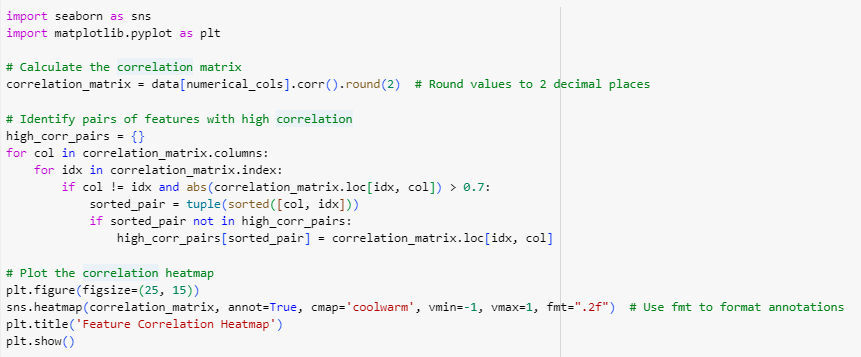 import seaborn as sns
import matplotlib.pyplot as plt
# Calculate the correlation matrix
correlation_matrix = data[numerical_cols].corr().round(2)  # Round values to 2 decimal places
# Identify pairs of features with high correlation
high_corr_pairs = {}
for col in correlation_matrix.columns:
    for idx in correlation_matrix.index:
        if col != idx and abs(correlation_matrix.loc[idx, col]) > 0.7:
            sorted_pair = tuple(sorted([col, idx]))
            if sorted_pair not in high_corr_pairs:
                high_corr_pairs[sorted_pair] = correlation_matrix.loc[idx, col]
# Plot the correlation heatmap
plt.figure(figsize=(25, 15))
sns.heatmap(correlation_matrix, annot=True, cmap='coolwarm', vmin=-1, vmax=1, fmt=".2f")  # Use fmt to format annotations
plt.title('Feature Correlation Heatmap')
plt.show()